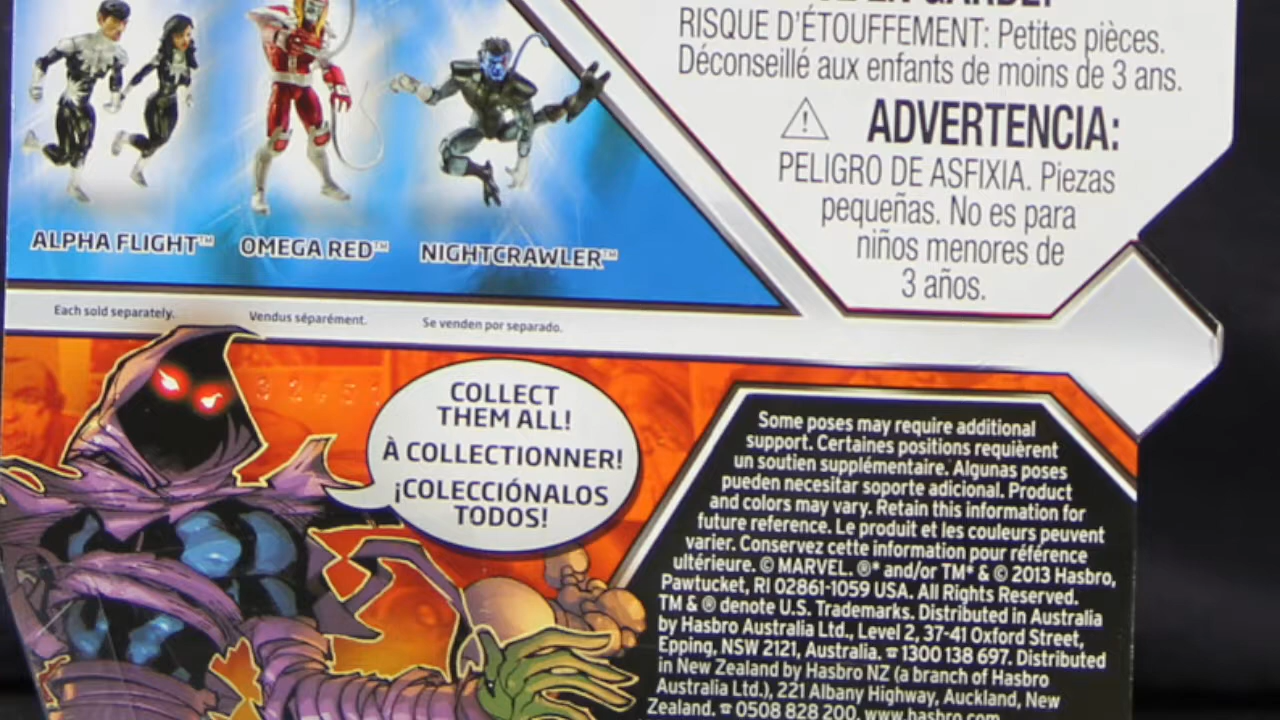 RISQUE D'ÉTOUFFEMENT: Petites pièces.
Déconseillé aux enfants de moins de 3 ans.
ADVERTENCIA:
PELIGRO DE ASFIXIA. Piezas
pequeñas. No es para
niños menores de
3 años.
ALPHA FLIGHT™ OMEGA RED™ NIGHTCRAWLER™
Each sold separately. Vendus séparément. Se venden por separado.
COLLECT
THEM ALL!
À COLLECTIONNER!
¡COLECCIÓNALOS
TODOS!
Some poses may require additional
support. Certaines positions requièrent
un soutien supplémentaire. Algunas poses
pueden necesitar soporte adicional. Product
and colors may vary. Retain this information for
future reference. Le produit et les couleurs peuvent
varier. Conservez cette information pour référence
ultérieure. © MARVEL. ®* and/or TM* & © 2013 Hasbro,
Pawtucket, RI 02861-1059 USA. All Rights Reserved.
TM & ® denote U.S. Trademarks. Distributed in Australia
by Hasbro Australia Ltd., Level 2, 37-41 Oxford Street,
Epping, NSW 2121, Australia. ☎ 1300 138 697. Distributed
in New Zealand by Hasbro NZ (a branch of Hasbro
Australia Ltd.), 221 Albany Highway, Auckland, New
Zealand. ☎ 0508 828 200. www.hasbro.com